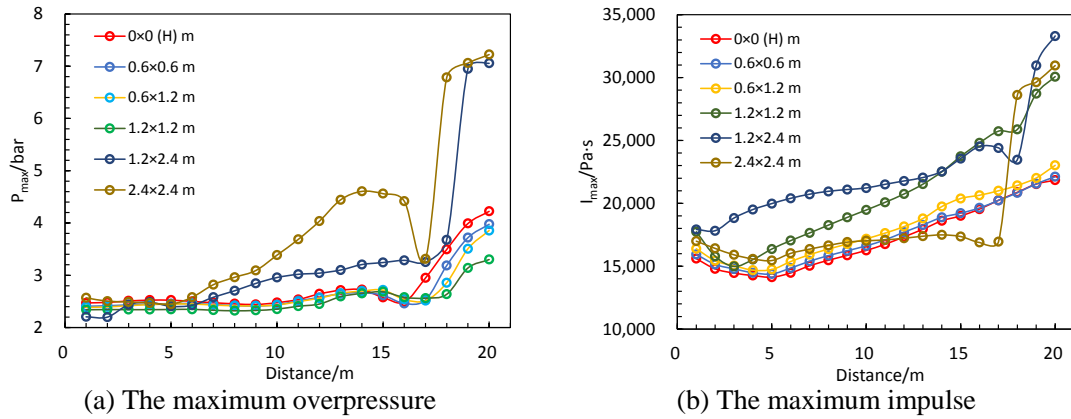 8
7
6
5
4
3
2
P_max/bar
0×0 (H) m
0.6×0.6 m
0.6×1.2 m
1.2×1.2 m
1.2×2.4 m
2.4×2.4 m
0 5 10 15 20
Distance/m
(a) The maximum overpressure
35,000
30,000
25,000
20,000
15,000
10,000
I_max/Pa·s
0×0 (H) m
0.6×0.6 m
0.6×1.2 m
1.2×1.2 m
1.2×2.4 m
2.4×2.4 m
0 5 10 15 20
Distance/m
(b) The maximum impulse